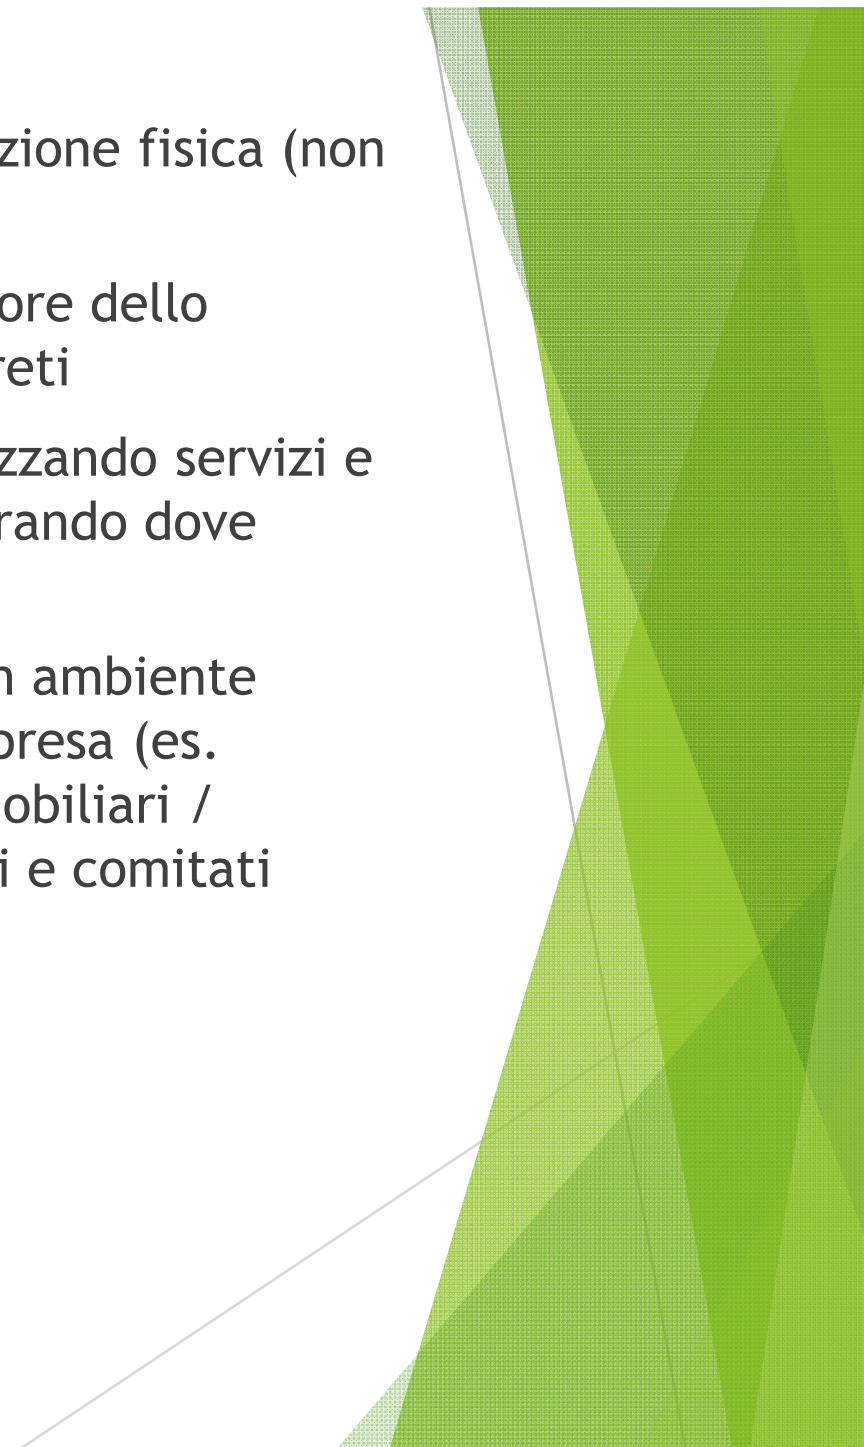 zione fisica (non
ore dello
reti
zzando servizi e
rando dove
n ambiente
presa (es.
obiliari /
i e comitati